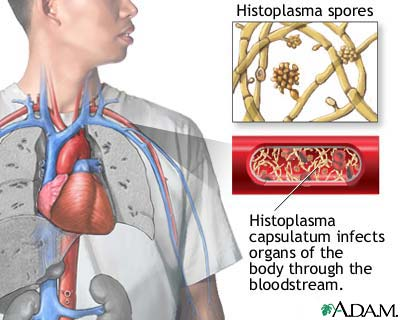 Histoplasma spores
Histoplasma
capsulatum infects
organs of the
body through the
bloodstream.
A.D.A.M.